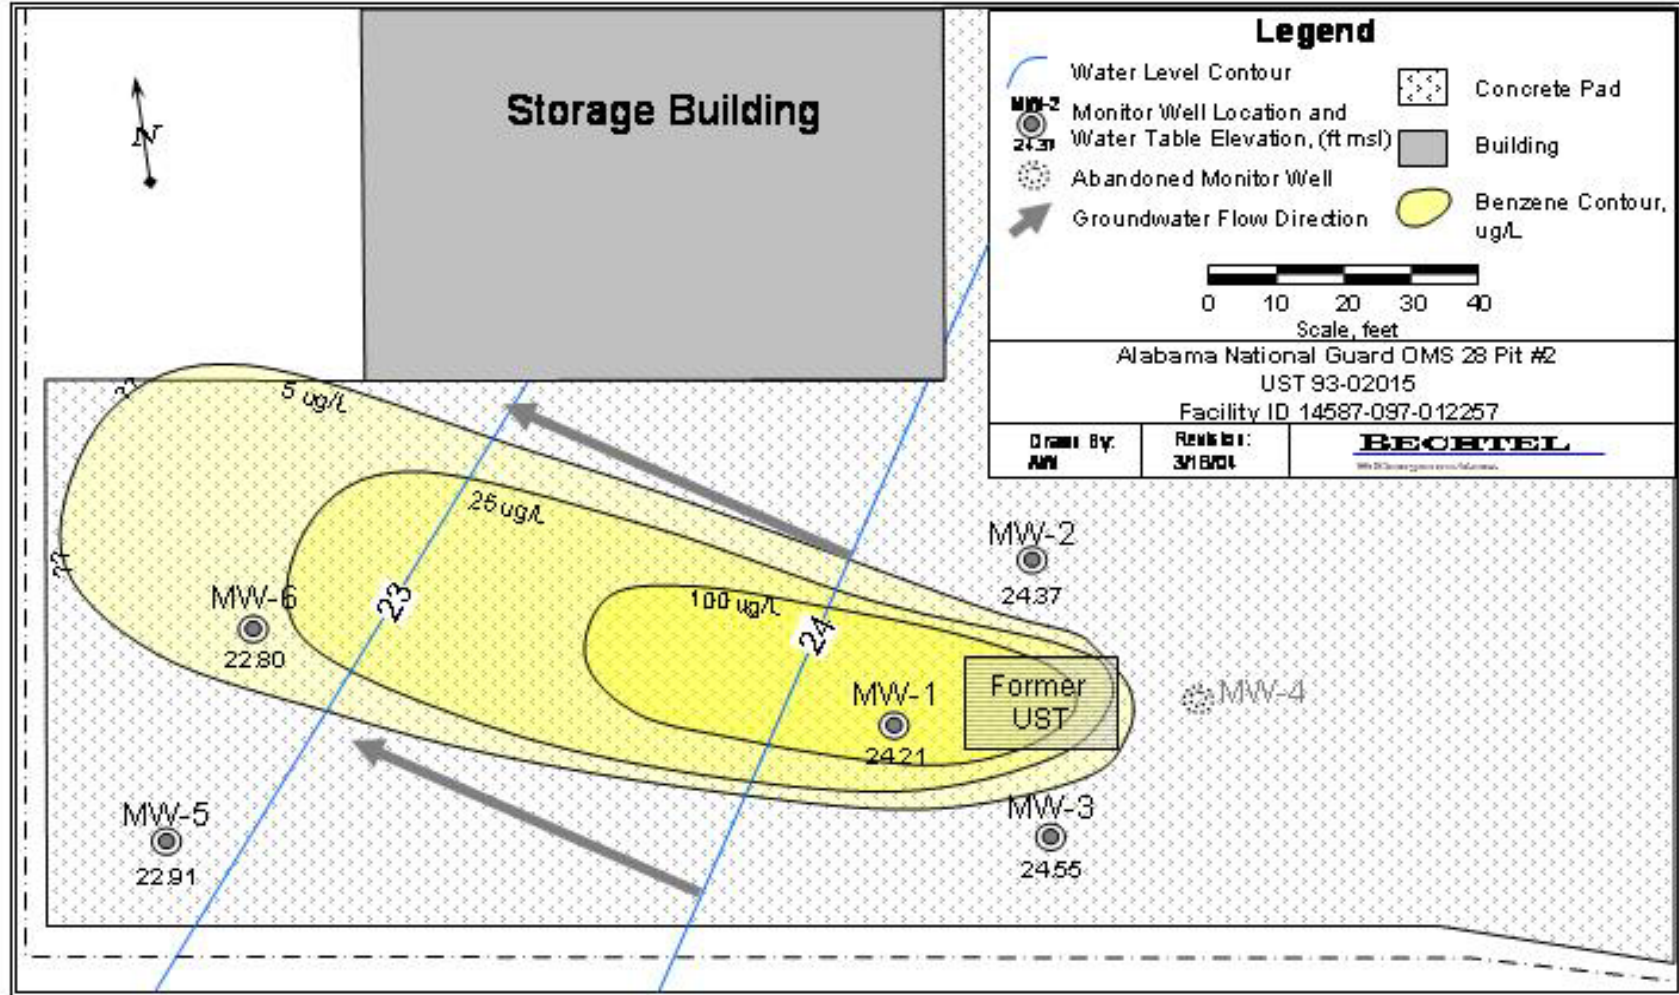 Legend
Water Level Contour
MW-2
Monitor Well Location and
Water Table Elevation, (ft msl)
24.37
Abandoned Monitor Well
Groundwater Flow Direction
Concrete Pad
Building
Benzene Contour,
ug/L
0 10 20 30 40
Scale, feet
Alabama National Guard OMS 28 Pit #2
UST 93-02015
Facility ID 14587-097-012257
Drawn By:
Revision:
BECHTEL
Storage Building
N
5 ug/L
25 ug/L
100 ug/L
23
24
MW-2
24.37
MW-6
22.80
MW-1
24.21
Former
UST
MW-4
MW-5
22.91
MW-3
24.55